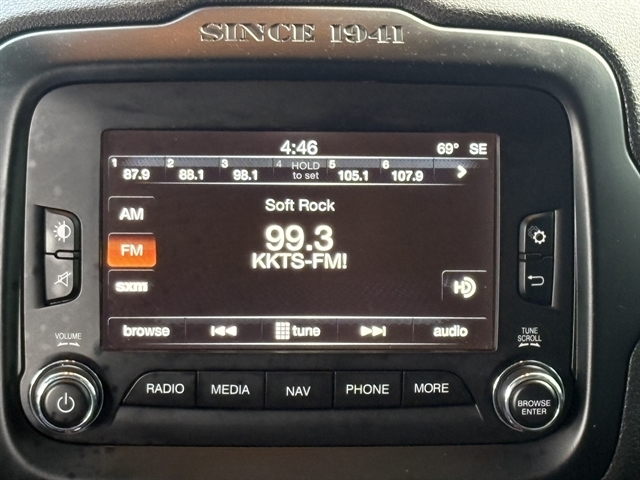 SINCE 1941
4:46 69° SE
1 87.9 2 88.1 3 98.1 4 HOLD to set 5 105.1 6 107.9 >
AM
Soft Rock
FM
99.3
KKTS-FM!
sxm
HD
browse tune audio
VOLUME
TUNE
SCROLL
RADIO MEDIA NAV PHONE MORE
BROWSE
ENTER